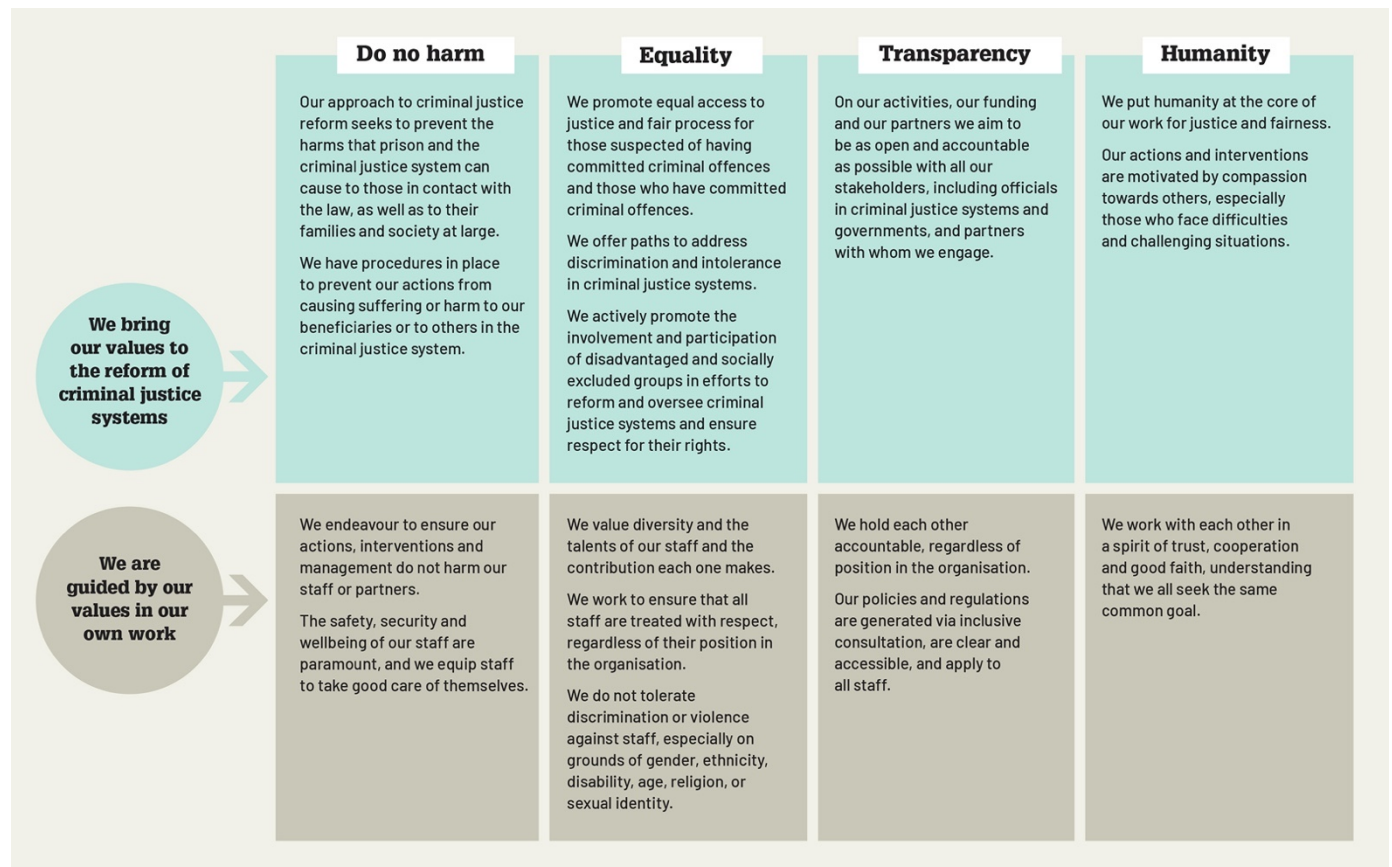 Do no harm
Equality
Transparency
Humanity
We bring
our values to
the reform of
criminal justice
systems
Our approach to criminal justice
reform seeks to prevent the
harms that prison and the
criminal justice system can
cause to those in contact with
the law, as well as to their
families and society at large.
We have procedures in place
to prevent our actions from
causing suffering or harm to our
beneficiaries or to others in the
criminal justice system.
We promote equal access to
justice and fair process for
those suspected of having
committed criminal offences
and those who have committed
criminal offences.
We offer paths to address
discrimination and intolerance
in criminal justice systems.
We actively promote the
involvement and participation
of disadvantaged and socially
excluded groups in efforts to
reform and oversee criminal
justice systems and ensure
respect for their rights.
On our activities, our funding
and our partners we aim to
be as open and accountable
as possible with all our
stakeholders, including officials
in criminal justice systems and
governments, and partners
with whom we engage.
We put humanity at the core of
our work for justice and fairness.
Our actions and interventions
are motivated by compassion
towards others, especially
those who face difficulties
and challenging situations.
We are
guided by our
values in our
own work
We endeavour to ensure our
actions, interventions and
management do not harm our
staff or partners.
The safety, security and
wellbeing of our staff are
paramount, and we equip staff
to take good care of themselves.
We value diversity and the
talents of our staff and the
contribution each one makes.
We work to ensure that all
staff are treated with respect,
regardless of their position in
the organisation.
We do not tolerate
discrimination or violence
against staff, especially on
grounds of gender, ethnicity,
disability, age, religion, or
sexual identity.
We hold each other
accountable, regardless of
position in the organisation.
Our policies and regulations
are generated via inclusive
consultation, are clear and
accessible, and apply to
all staff.
We work with each other in
a spirit of trust, cooperation
and good faith, understanding
that we all seek the same
common goal.